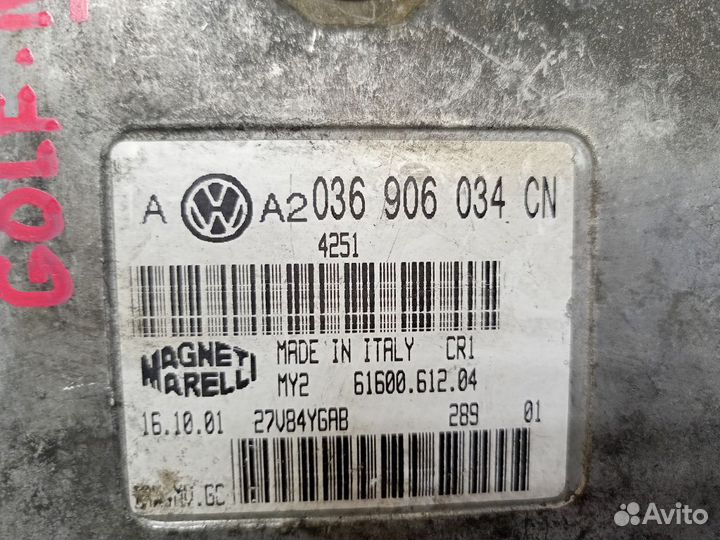 GOLF
A VW A2 036 906 034 CN
4251
MAGNETI MARELLI
MADE IN ITALY CR1
MY2 61600.612.04
16.10.01 27V84YGAB 289 01
Avito